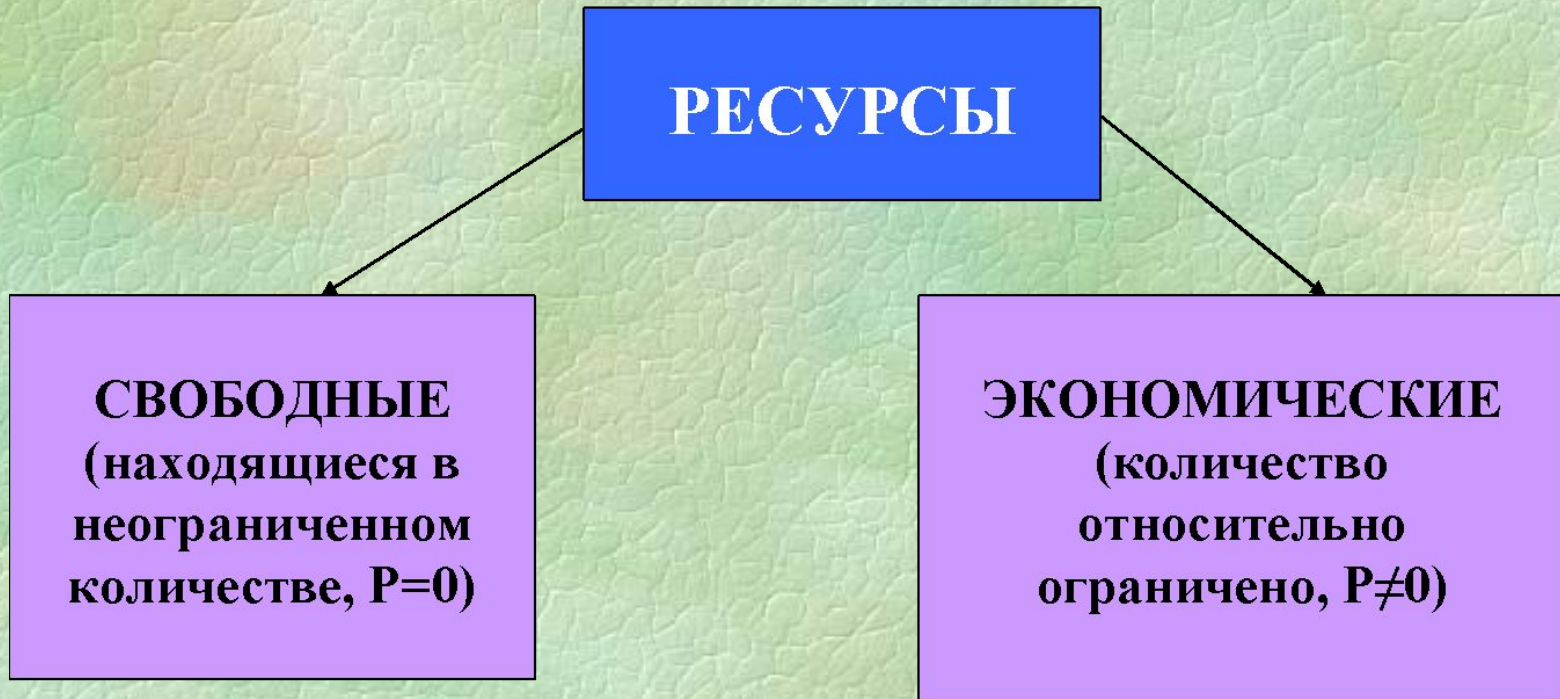 РЕСУРСЫ
СВОБОДНЫЕ
(находящиеся в
неограниченном
количестве, P=0)
ЭКОНОМИЧЕСКИЕ
(количество
относительно
ограничено, P≠0)